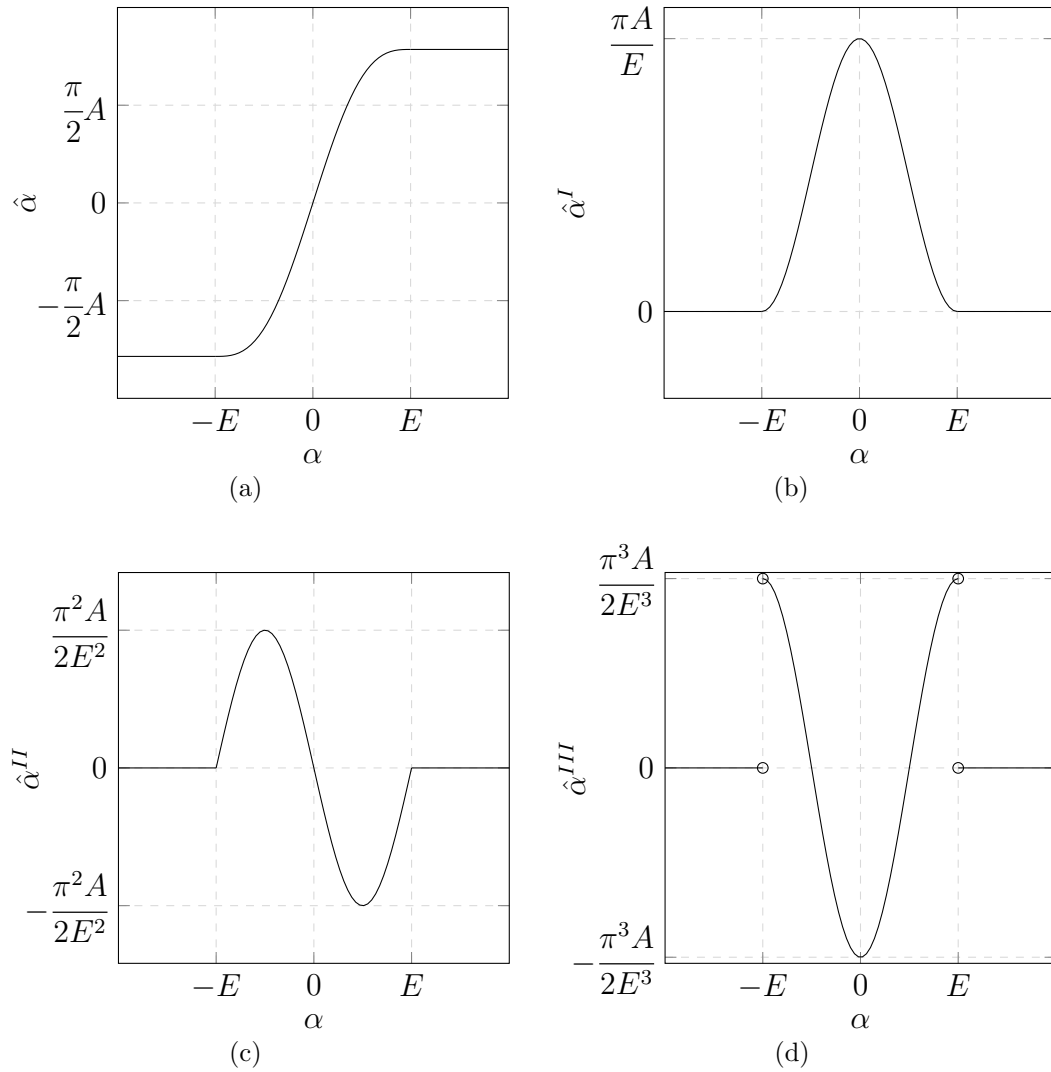 π/2 A
0
−π/2 A
α̂
−E 0 E
α
(a)
πA/E
0
α̂^I
−E 0 E
α
(b)
π²A/2E²
0
−π²A/2E²
α̂^{II}
−E 0 E
α
(c)
π³A/2E³
0
−π³A/2E³
α̂^{III}
−E 0 E
α
(d)